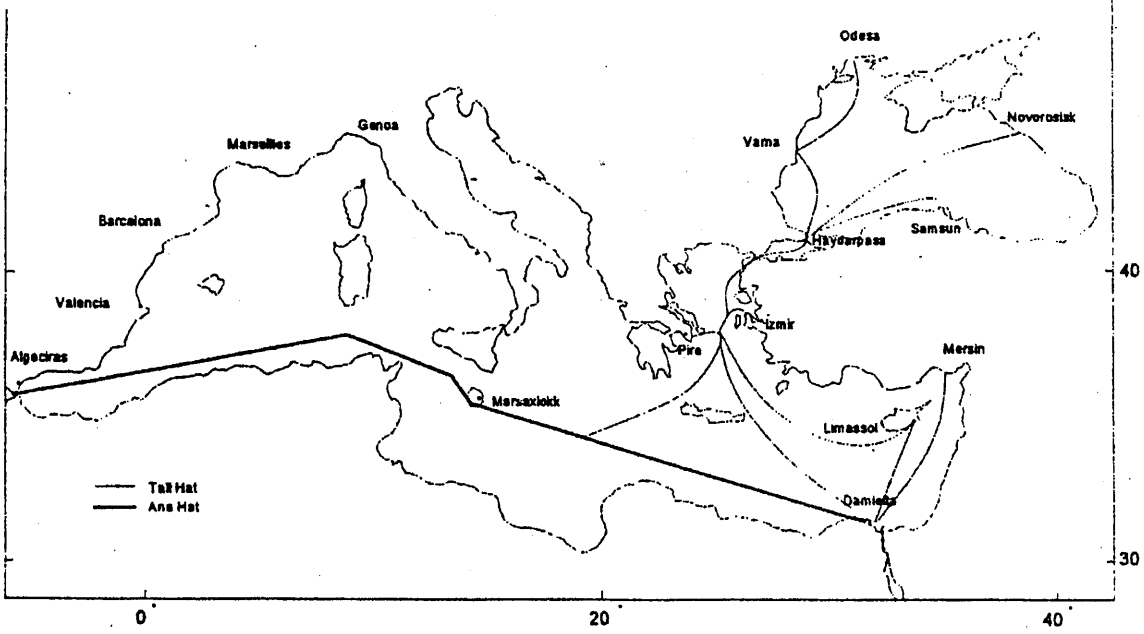 Odesa
Novorosisk
Genoa
Marseilles
Varna
Barcelona
Haydarpasa
Samsun
40
Valencia
İzmir
Algeciras
Pire
Mersin
Marsaxlokk
Limassol
Tali Hat
Damietta
Ana Hat
30
0°
20°
40°